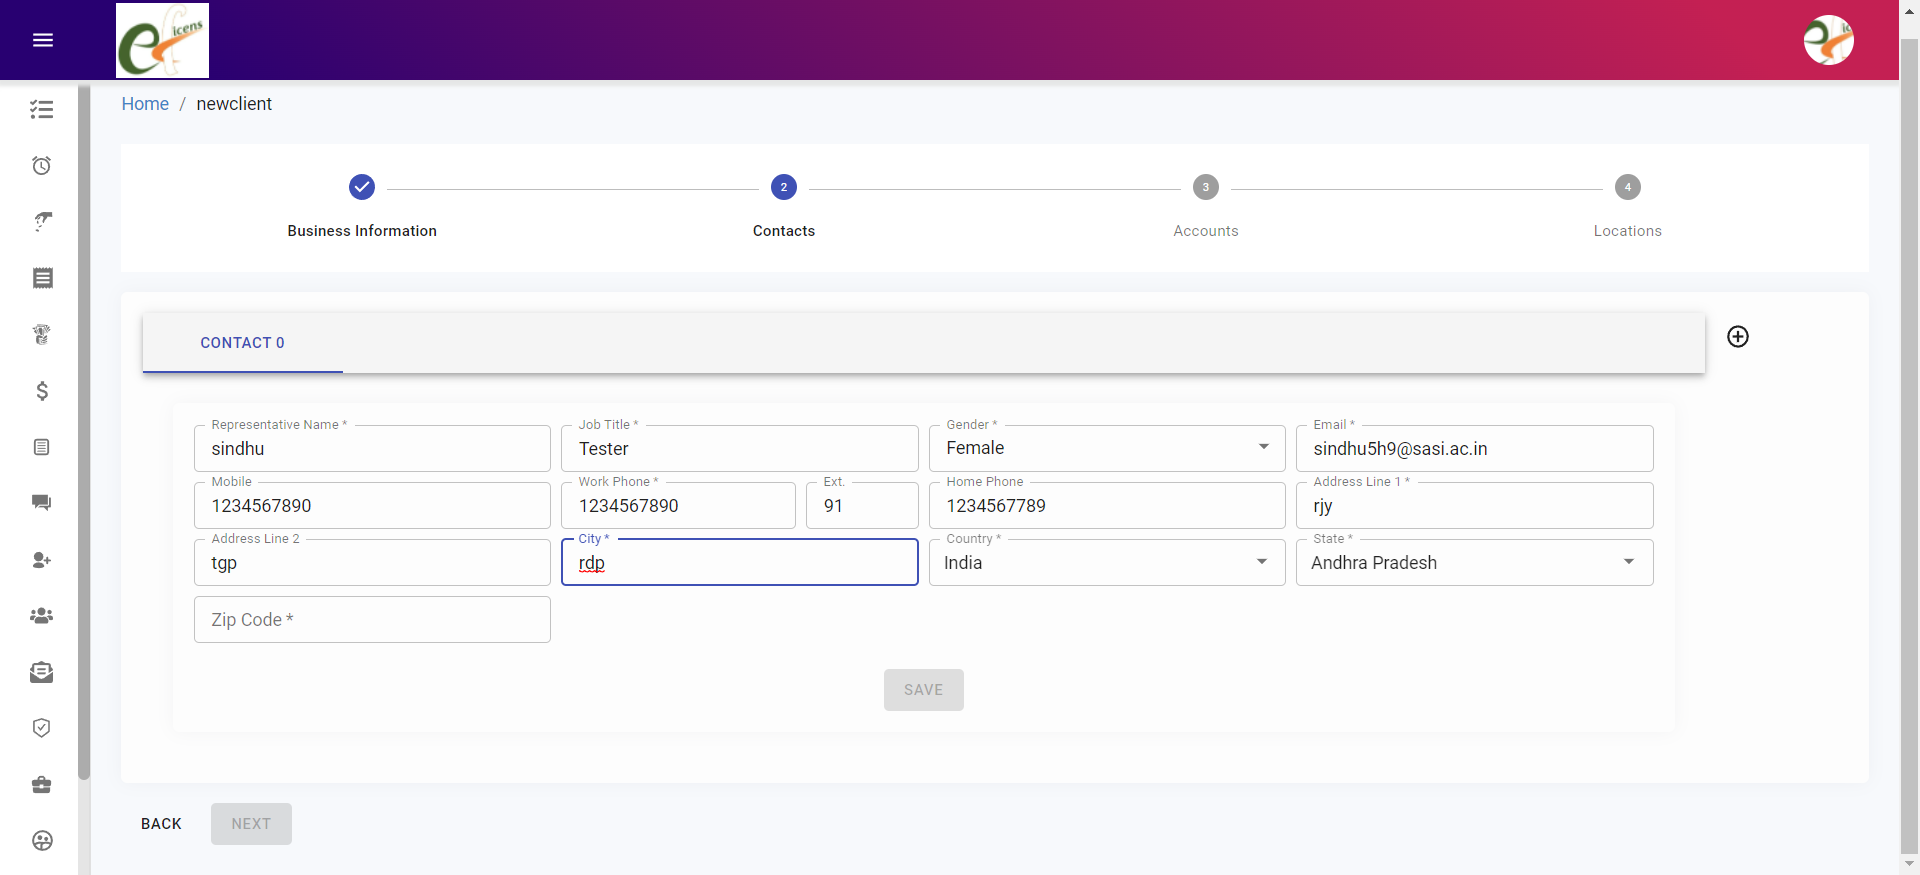 eficens
Home / newclient
2
3
4
Business Information
Contacts
Accounts
Locations
CONTACT 0
Representative Name *
Job Title *
Gender *
Email *
sindhu
Tester
Female
sindhu5h9@sasi.ac.in
Mobile
Work Phone *
Ext.
Home Phone
Address Line 1 *
1234567890
1234567890
91
1234567789
rjy
Address Line 2
City *
Country *
State *
tgp
rdp
India
Andhra Pradesh
Zip Code *
SAVE
BACK
NEXT